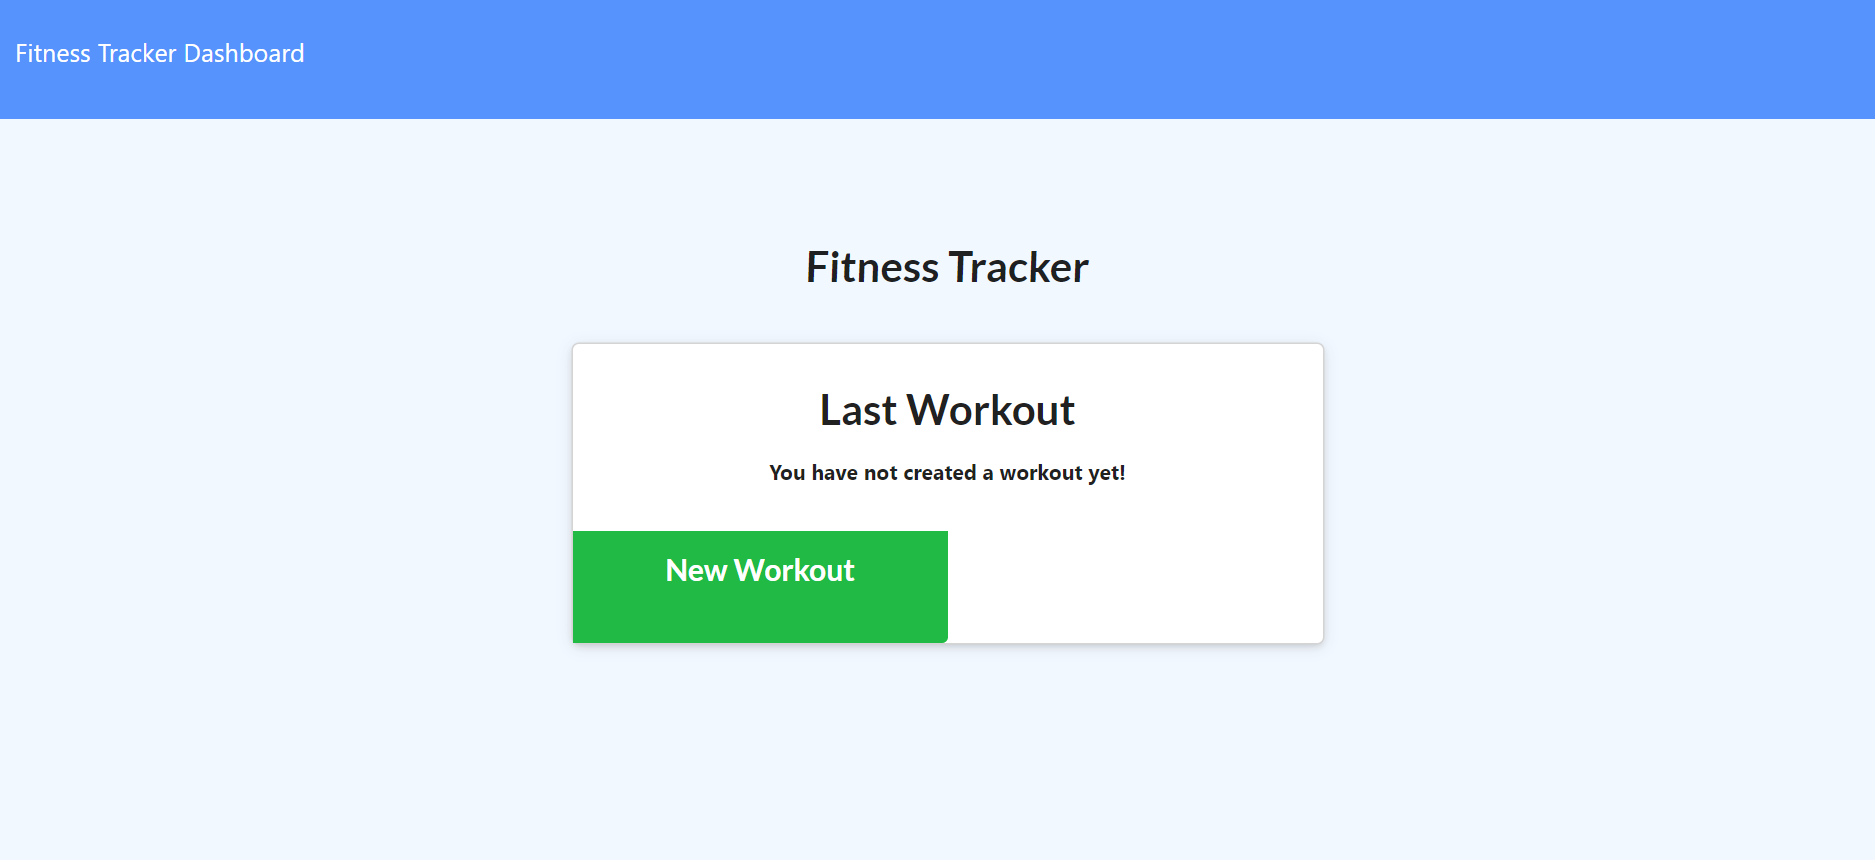 Fitness Tracker Dashboard
Fitness Tracker
Last Workout
You have not created a workout yet!
New Workout